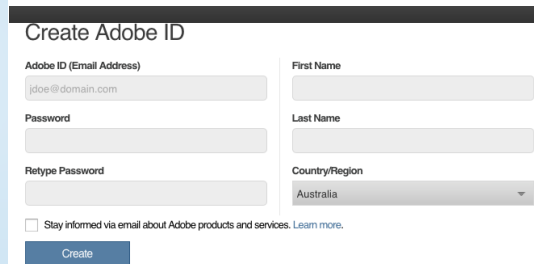 Create Adobe ID
Adobe ID (Email Address)
jdoe@domain.com
Password
Retype Password
First Name
Last Name
Country/Region
Australia
Stay informed via email about Adobe products and services. Learn more.
Create